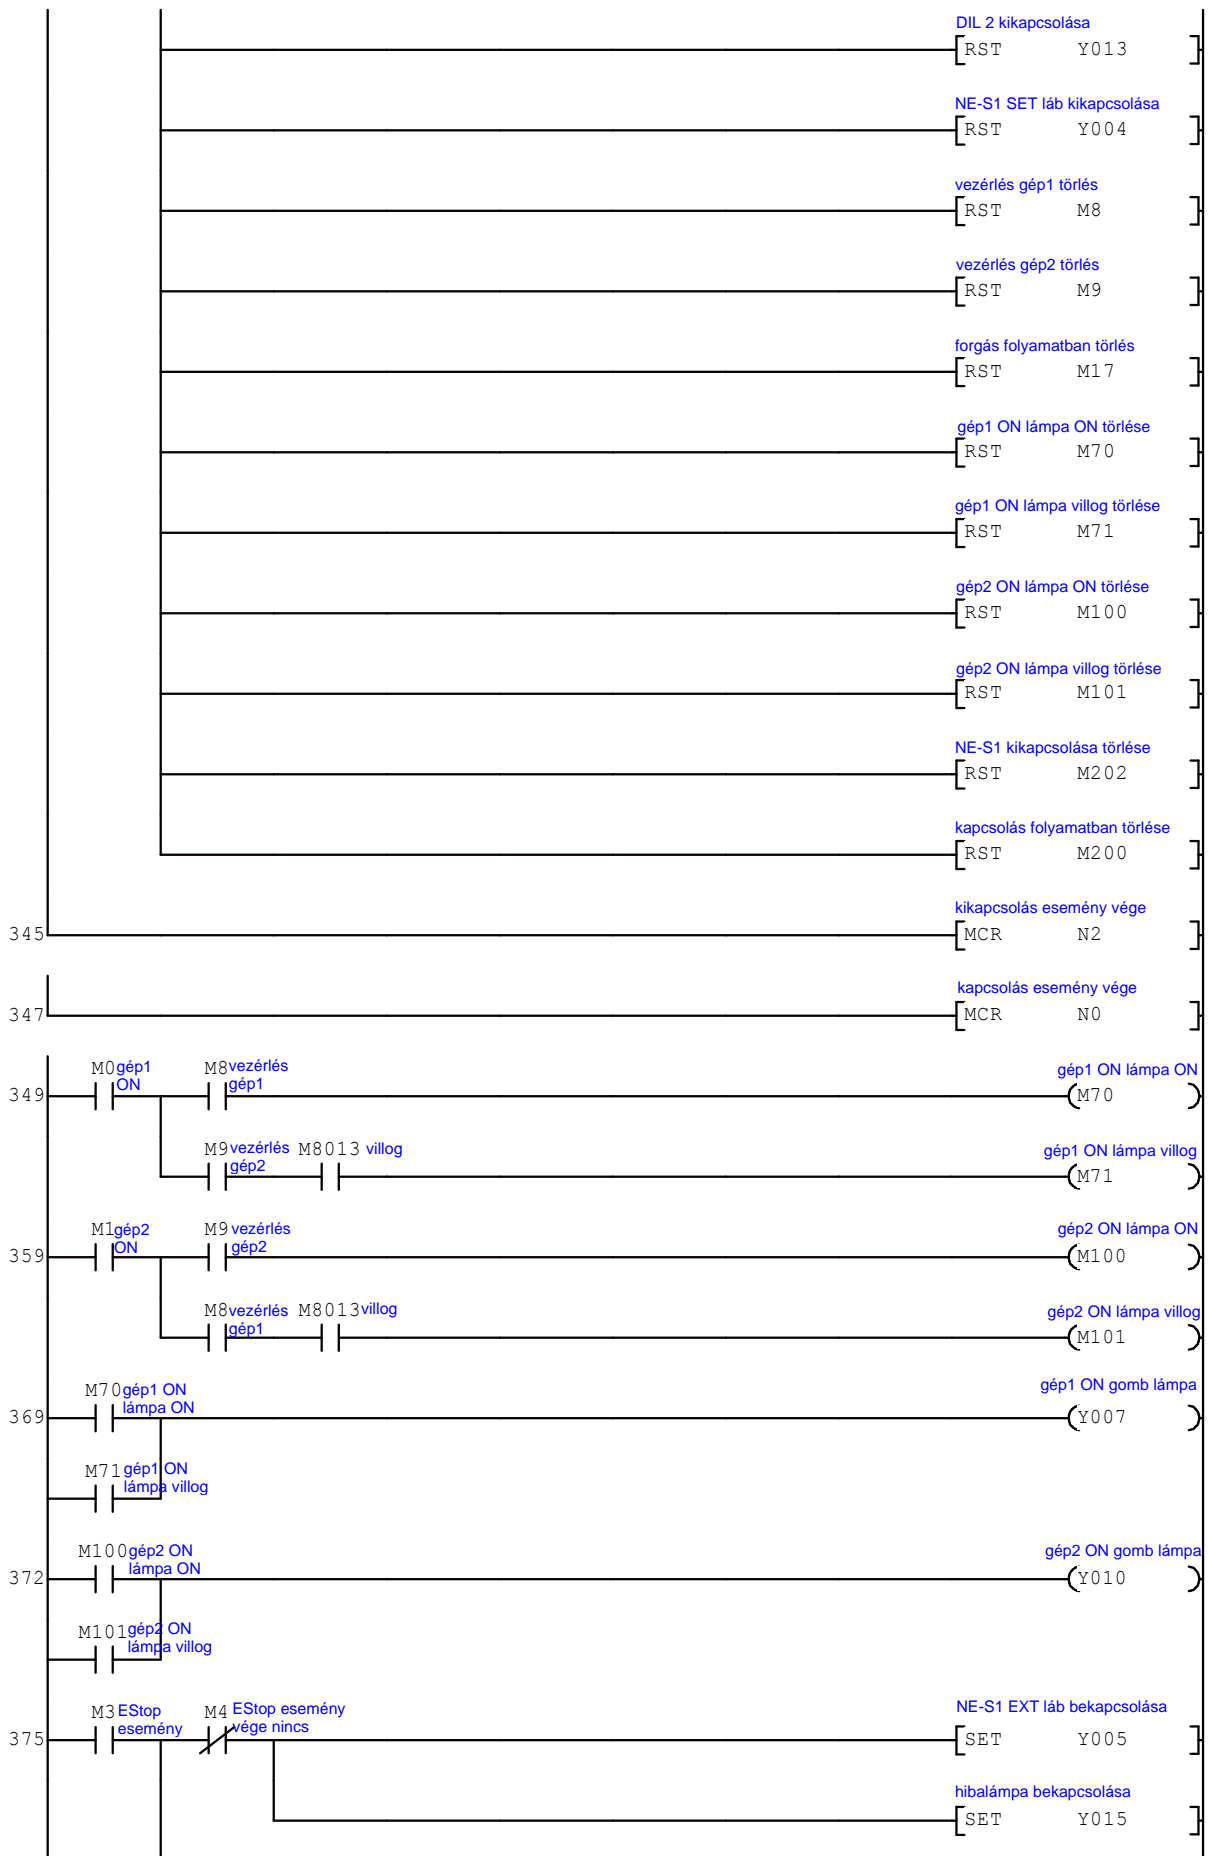 DIL 2 kikapcsolása
RST Y013
NE-S1 SET láb kikapcsolása
RST Y004
vezérlés gép1 törlés
RST M8
vezérlés gép2 törlés
RST M9
forgás folyamatban törlés
RST M17
gép1 ON lámpa ON törlése
RST M70
gép1 ON lámpa villog törlése
RST M71
gép2 ON lámpa ON törlése
RST M100
gép2 ON lámpa villog törlése
RST M101
NE-S1 kikapcsolása törlése
RST M202
kapcsolás folyamatban törlése
RST M200
kikapcsolás esemény vége
345 MCR N2
kapcsolás esemény vége
347 MCR N0
M0 gép1 M8 vezérlés gép1 ON lámpa ON
ON gép1
349 M70
M9 vezérlés M8013 villog gép1 ON lámpa villog
gép2
M71
M1 gép2 M9 vezérlés gép2 ON lámpa ON
ON gép2
359 M100
M8 vezérlés M8013 villog gép2 ON lámpa villog
gép1
M101
M70 gép1 ON gép1 ON gomb lámpa
lámpa ON
369 Y007
M71 gép1 ON
lámpa villog
M100 gép2 ON gép2 ON gomb lámpa
lámpa ON
372 Y010
M101 gép2 ON
lámpa villog
M3 EStop M4 EStop esemény NE-S1 EXT láb bekapcsolása
esemény vége nincs
375 SET Y005
hibalámpa bekapcsolása
SET Y015